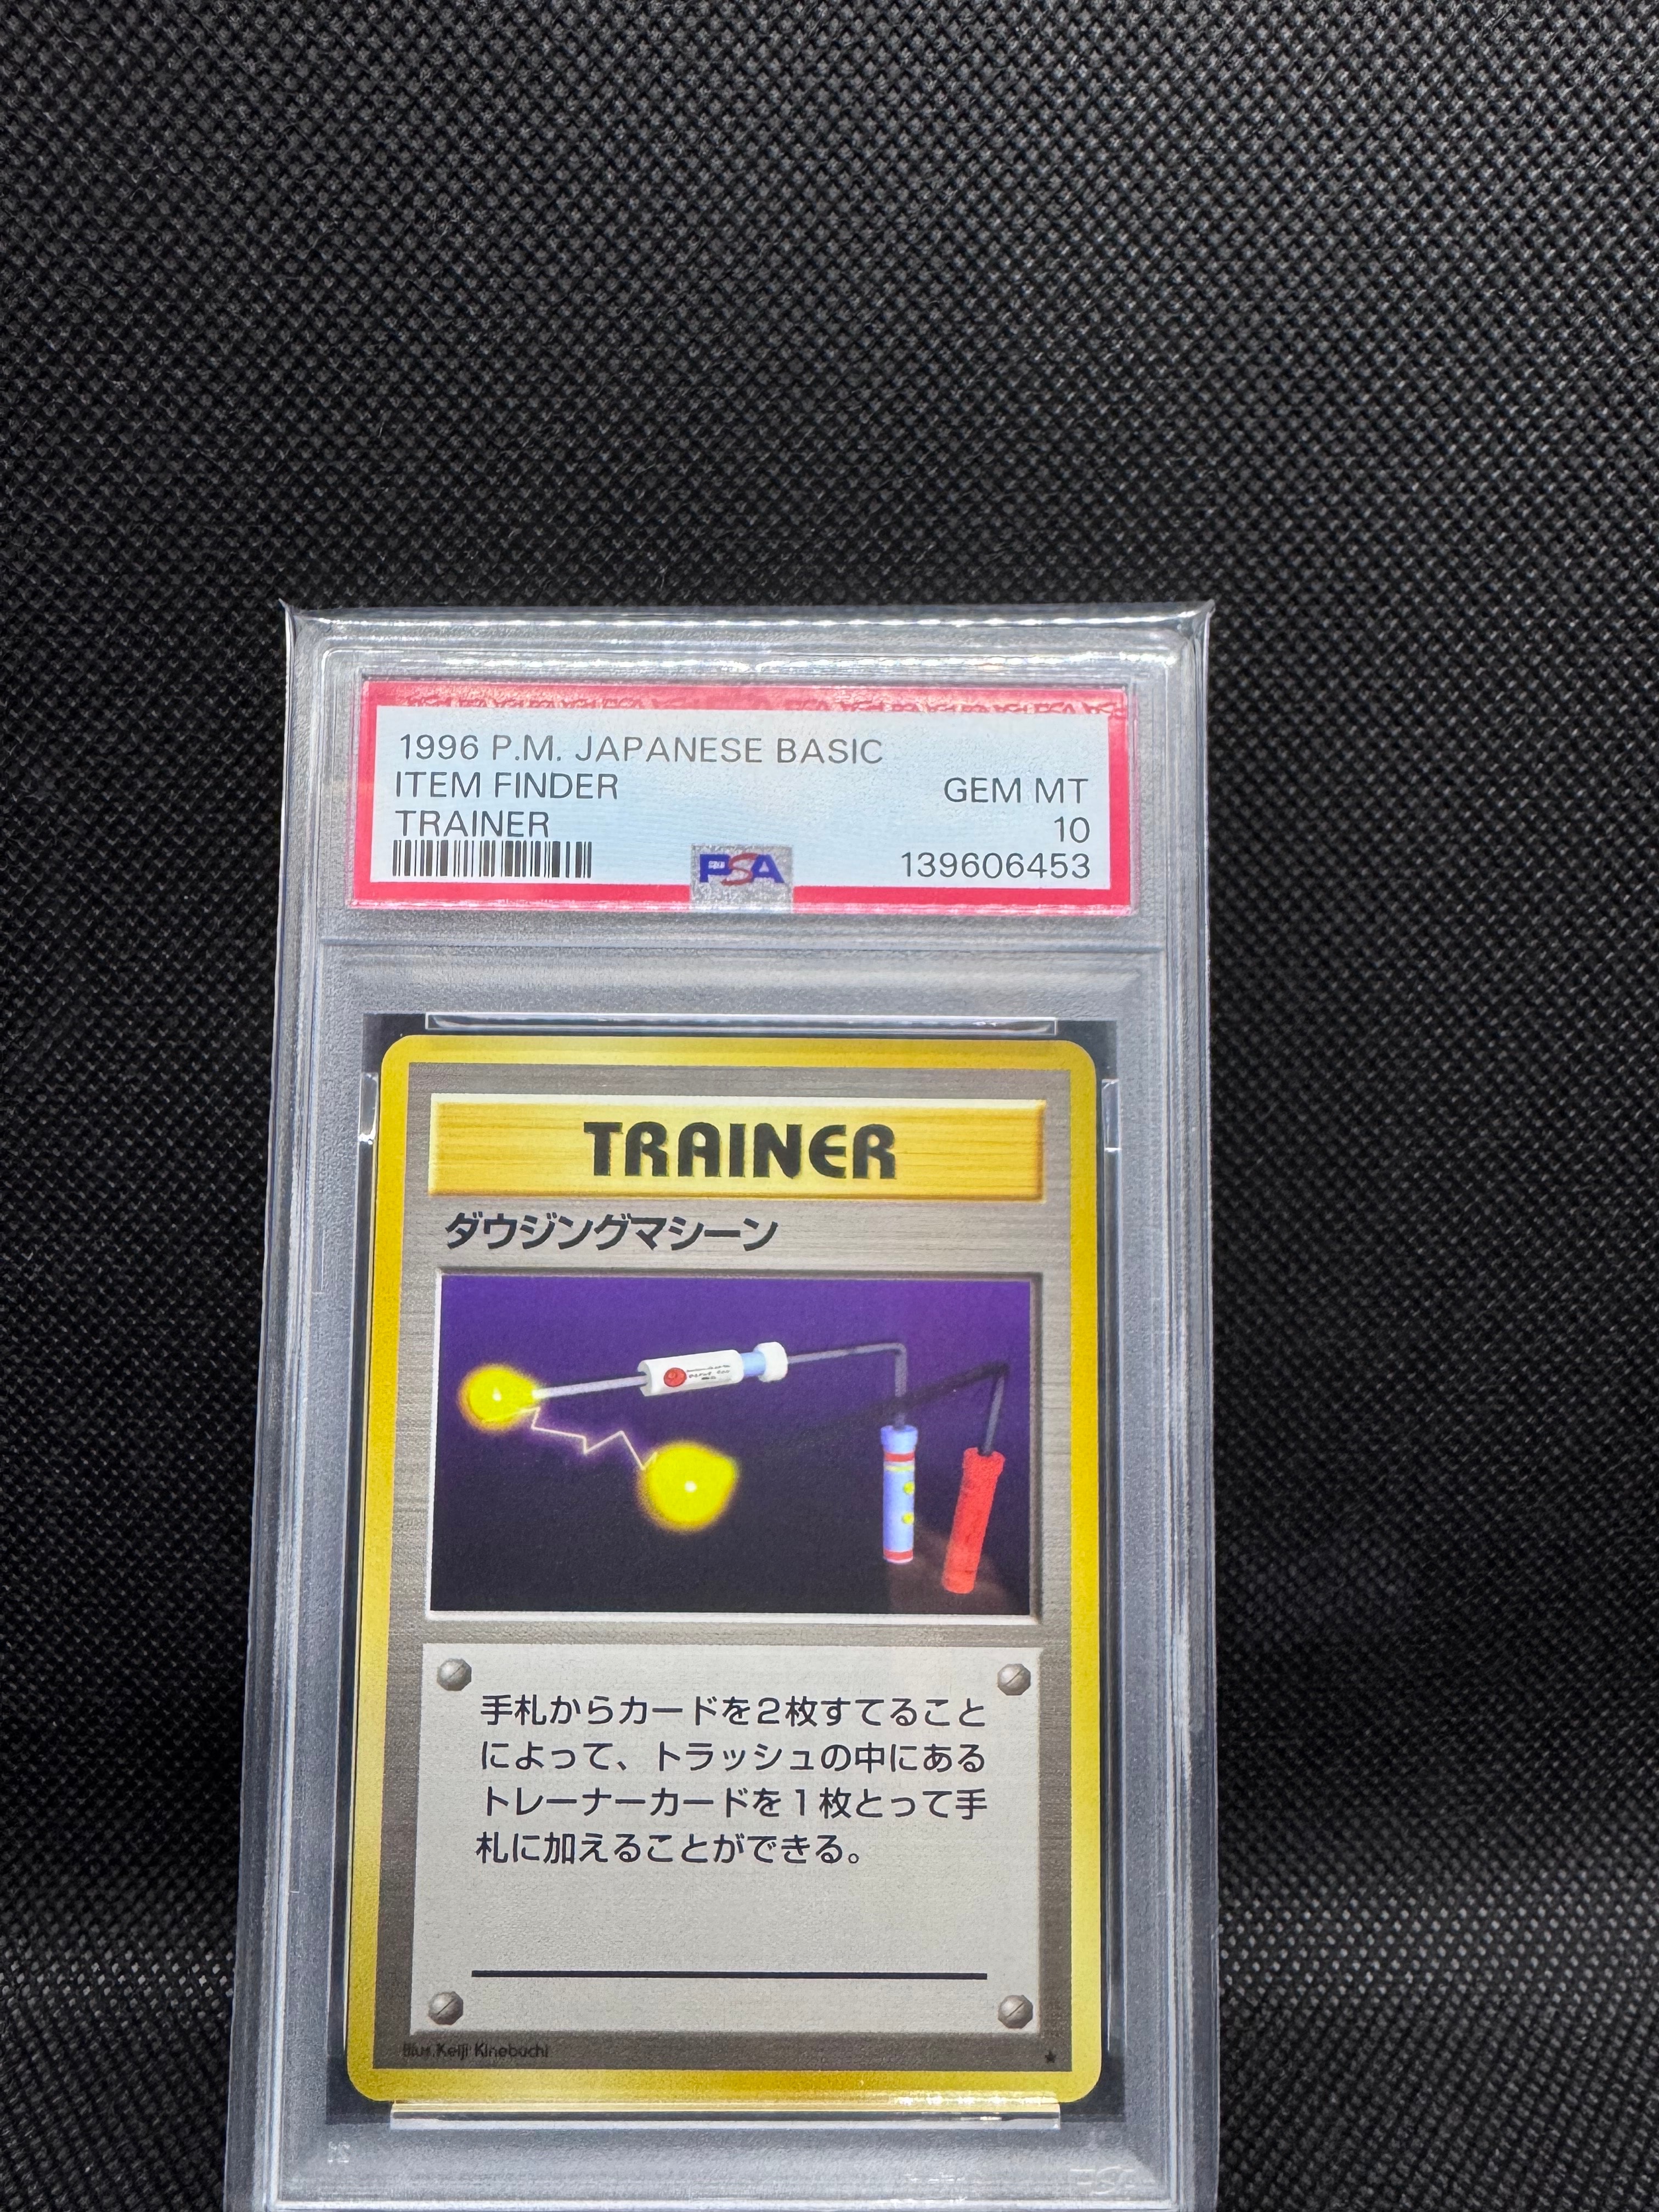 1996 P.M. JAPANESE BASIC
ITEM FINDER
GEM MT
TRAINER
10
PSA
139606453
TRAINER
ダウジングマシーン
手札からカードを2枚すてること
によって、トラッシュの中にある
トレーナーカードを1枚とって手
札に加えることができる。
Illus. Keiji Kinebuchi